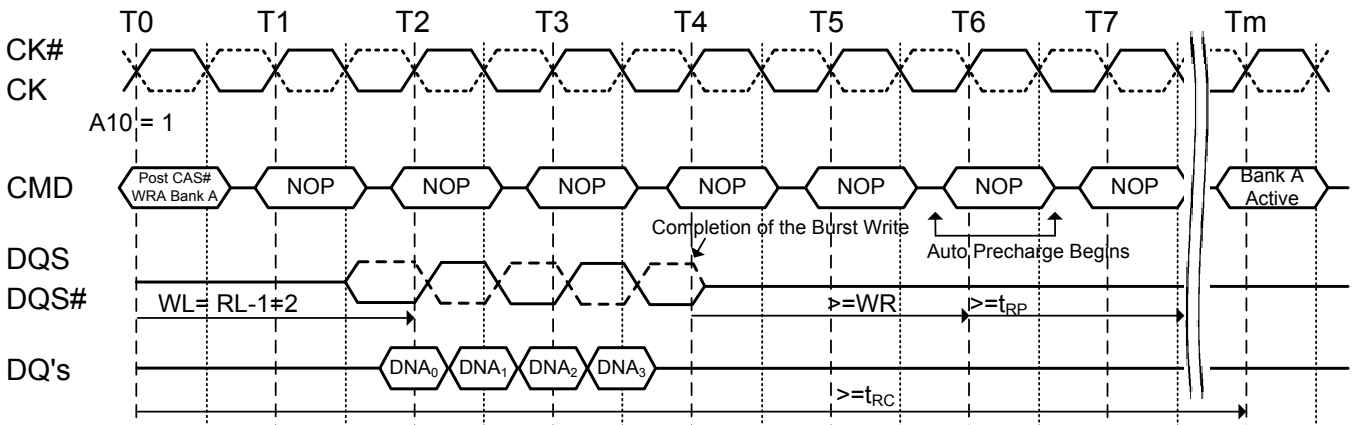 T0 T1 T2 T3 T4 T5 T6 T7 Tm
CK#
CK
A10 = 1
CMD
Post CAS#
WRA Bank A
NOP NOP NOP NOP NOP NOP NOP
Bank A
Active
Completion of the Burst Write
Auto Precharge Begins
DQS
DQS#
WL= RL-1=2
>=WR
>=tRP
DQ's
DNA0 DNA1 DNA2 DNA3
>=tRC